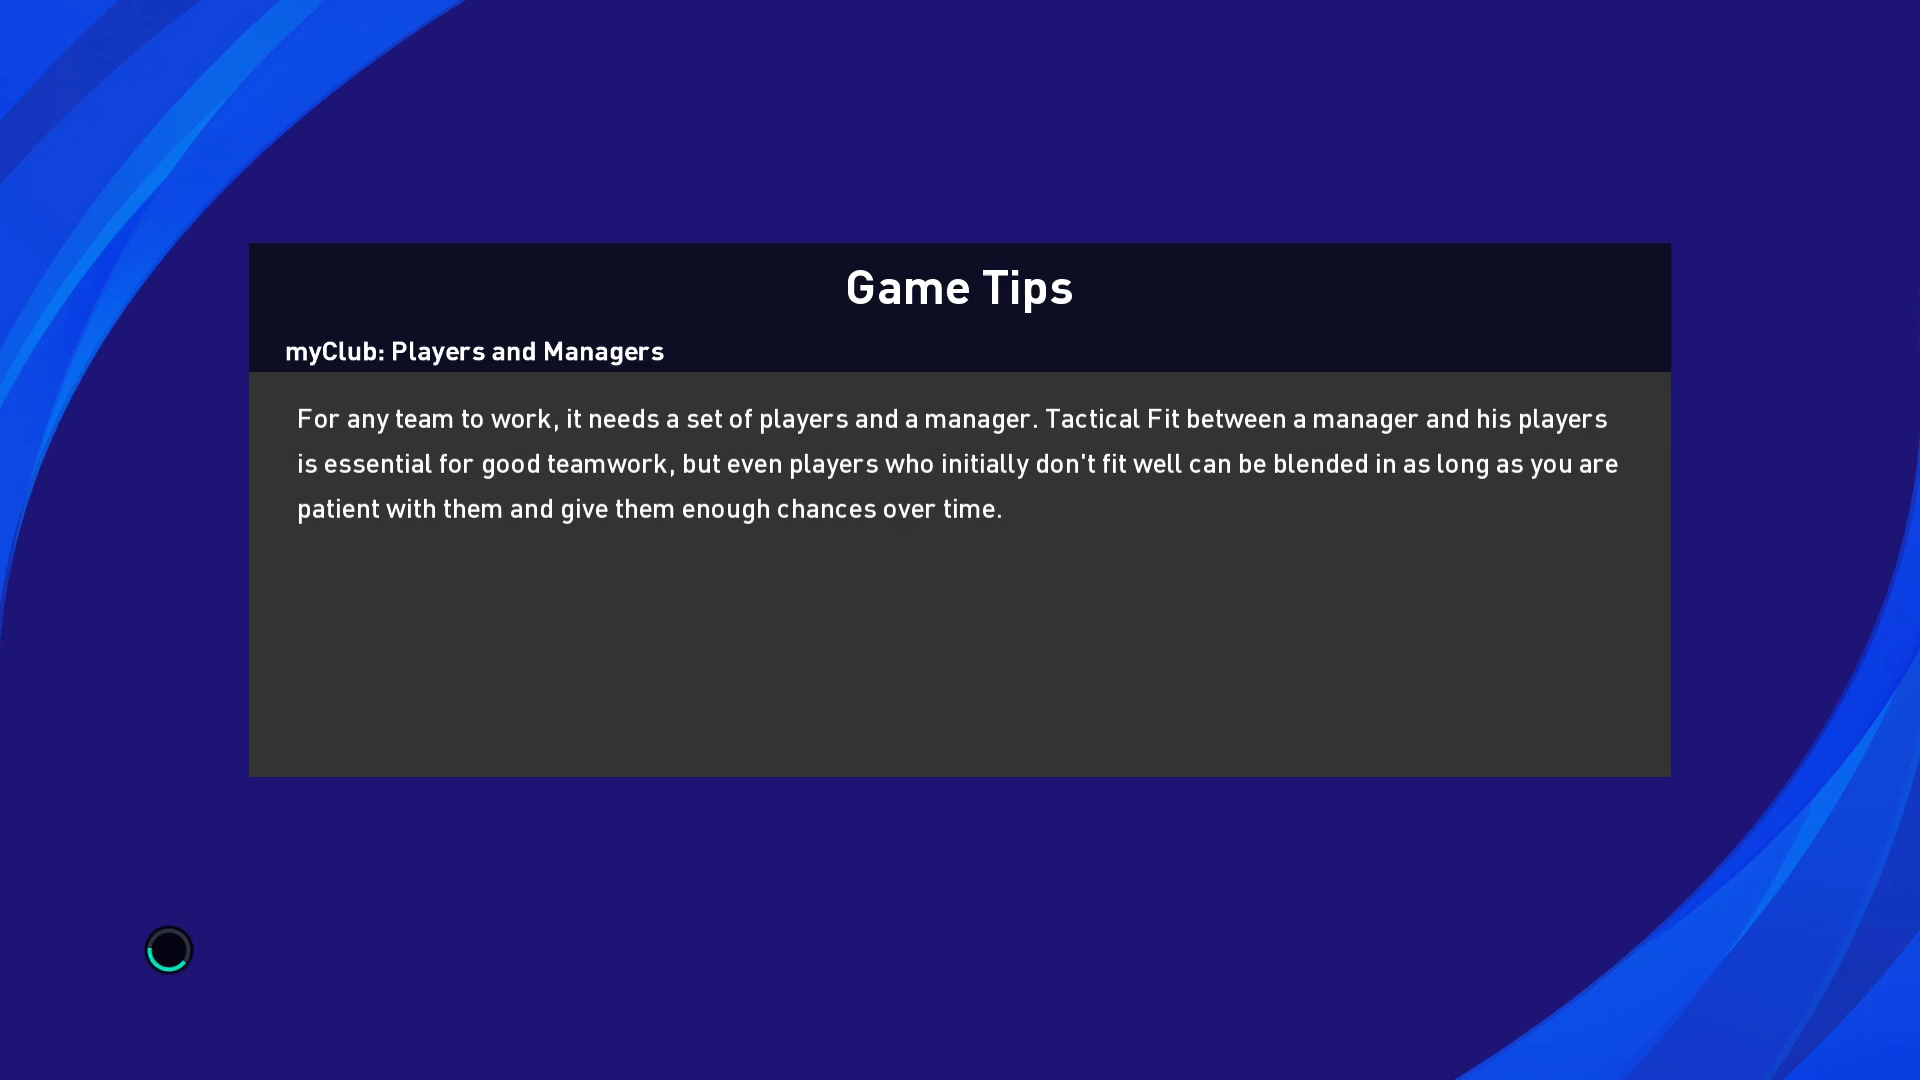 Game Tips
myClub: Players and Managers
For any team to work, it needs a set of players and a manager. Tactical Fit between a manager and his players
is essential for good teamwork, but even players who initially don't fit well can be blended in as long as you are
patient with them and give them enough chances over time.